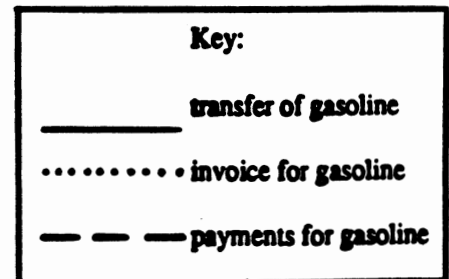 Key:
transfer of gasoline
invoice for gasoline
payments for gasoline